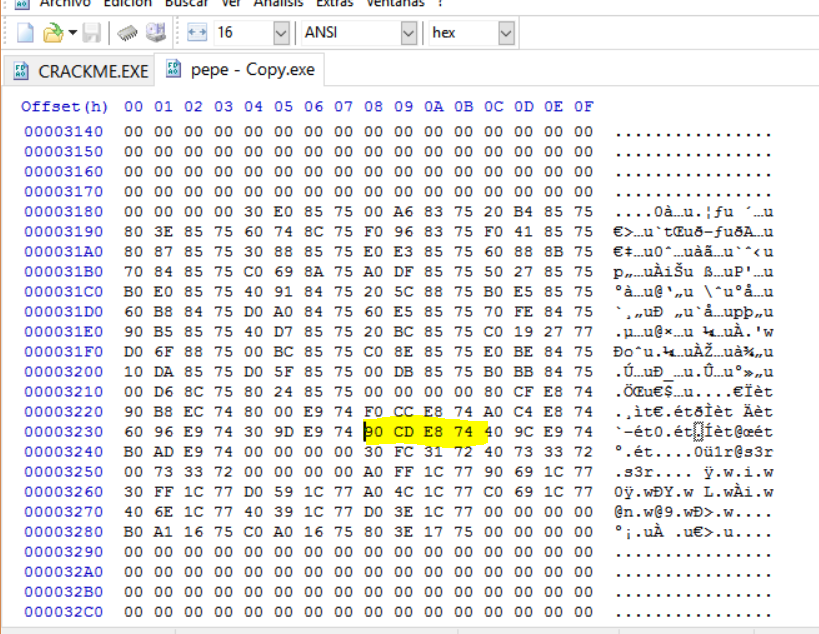 Archivo Edición Buscar Ver Análisis Extras Ventanas ?
16 ANSI hex
CRACKME.EXE pepe - Copy.exe
Offset(h) 00 01 02 03 04 05 06 07 08 09 0A 0B 0C 0D 0E 0F
00003140 00 00 00 00 00 00 00 00 00 00 00 00 00 00 00 00 ................
00003150 00 00 00 00 00 00 00 00 00 00 00 00 00 00 00 00 ................
00003160 00 00 00 00 00 00 00 00 00 00 00 00 00 00 00 00 ................
00003170 00 00 00 00 00 00 00 00 00 00 00 00 00 00 00 00 ................
00003180 00 00 00 00 30 E0 85 75 00 A6 83 75 20 B4 85 75 ....0à…u.¦ƒu ´…u
00003190 80 3E 85 75 60 74 8C 75 F0 96 83 75 F0 41 85 75 €>…u`tŒuð–ƒuðA…u
000031A0 80 87 85 75 30 88 85 75 E0 E3 85 75 60 88 8B 75 €‡…u0ˆ…uàã…u`ˆ‹u
000031B0 70 84 85 75 C0 69 8A 75 A0 DF 85 75 50 27 85 75 p„…uÀiŠu ß…uP'…u
000031C0 B0 E0 85 75 40 91 84 75 20 5C 88 75 B0 E5 85 75 °à…u@‘„u \ˆu°å…u
000031D0 60 B8 84 75 D0 A0 84 75 60 E5 85 75 70 FE 84 75 `¸„uÐ „u`å…upþ„u
000031E0 90 B5 85 75 40 D7 85 75 20 BC 85 75 C0 19 27 77 .µ…u@×…u ¼…uÀ.'w
000031F0 D0 6F 88 75 00 BC 85 75 C0 8E 85 75 E0 BE 84 75 Ðoˆu.¼…uÀŽ…uà¾„u
00003200 10 DA 85 75 D0 5F 85 75 00 DB 85 75 B0 BB 84 75 .Ú…uÐ_…u.Û…u°»„u
00003210 00 D6 8C 75 80 24 85 75 00 00 00 00 80 CF E8 74 .ÖŒu€$…u....€Ïèt
00003220 90 B8 EC 74 80 00 E9 74 F0 CC E8 74 A0 C4 E8 74 .¸ìt€.étðÌèt Äèt
00003230 60 96 E9 74 30 9D E9 74 90 CD E8 74 40 9C E9 74 `–ét0.ét.Íèt@œét
00003240 B0 AD E9 74 00 00 00 00 30 FC 31 72 40 73 33 72 °.ét....0ü1r@s3r
00003250 00 73 33 72 00 00 00 00 A0 FF 1C 77 90 69 1C 77 .s3r.... ÿ.w.i.w
00003260 30 FF 1C 77 D0 59 1C 77 A0 4C 1C 77 C0 69 1C 77 0ÿ.wÐY.w L.wÀi.w
00003270 40 6E 1C 77 40 39 1C 77 D0 3E 1C 77 00 00 00 00 @n.w@9.wÐ>.w....
00003280 B0 A1 16 75 C0 A0 16 75 80 3E 17 75 00 00 00 00 °¡.uÀ .u€>.u....
00003290 00 00 00 00 00 00 00 00 00 00 00 00 00 00 00 00 ................
000032A0 00 00 00 00 00 00 00 00 00 00 00 00 00 00 00 00 ................
000032B0 00 00 00 00 00 00 00 00 00 00 00 00 00 00 00 00 ................
000032C0 00 00 00 00 00 00 00 00 00 00 00 00 00 00 00 00 ................